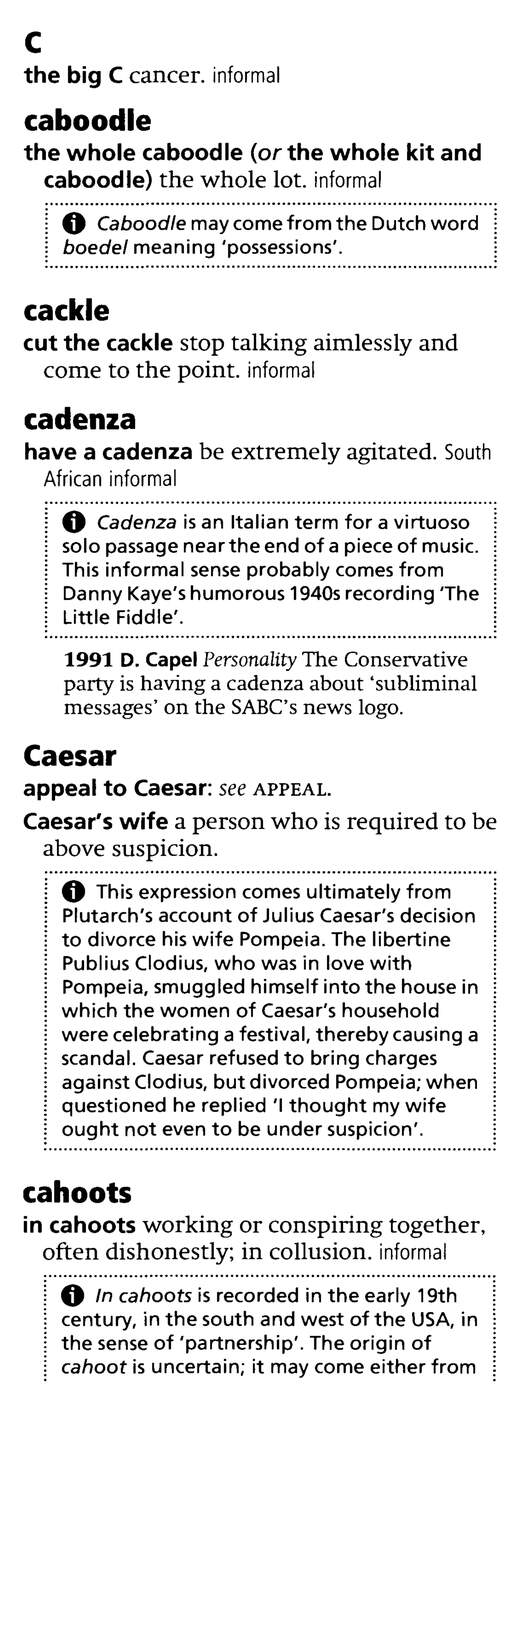 C
the big C cancer. informal
caboodle
the whole caboodle (or the whole kit and
caboodle) the whole lot. informal
Caboodle may come from the Dutch word
boedel meaning 'possessions'.
cackle
cut the cackle stop talking aimlessly and
come to the point. informal
cadenza
have a cadenza be extremely agitated. South
African informal
Cadenza is an Italian term for a virtuoso
solo passage near the end of a piece of music.
This informal sense probably comes from
Danny Kaye's humorous 1940s recording 'The
Little Fiddle'.
1991 D. Capel Personality The Conservative
party is having a cadenza about 'subliminal
messages' on the SABC's news logo.
Caesar
appeal to Caesar: see APPEAL.
Caesar's wife a person who is required to be
above suspicion.
This expression comes ultimately from
Plutarch's account of Julius Caesar's decision
to divorce his wife Pompeia. The libertine
Publius Clodius, who was in love with
Pompeia, smuggled himself into the house in
which the women of Caesar's household
were celebrating a festival, thereby causing a
scandal. Caesar refused to bring charges
against Clodius, but divorced Pompeia; when
questioned he replied 'I thought my wife
ought not even to be under suspicion'.
cahoots
in cahoots working or conspiring together,
often dishonestly; in collusion. informal
In cahoots is recorded in the early 19th
century, in the south and west of the USA, in
the sense of 'partnership'. The origin of
cahoot is uncertain; it may come either from